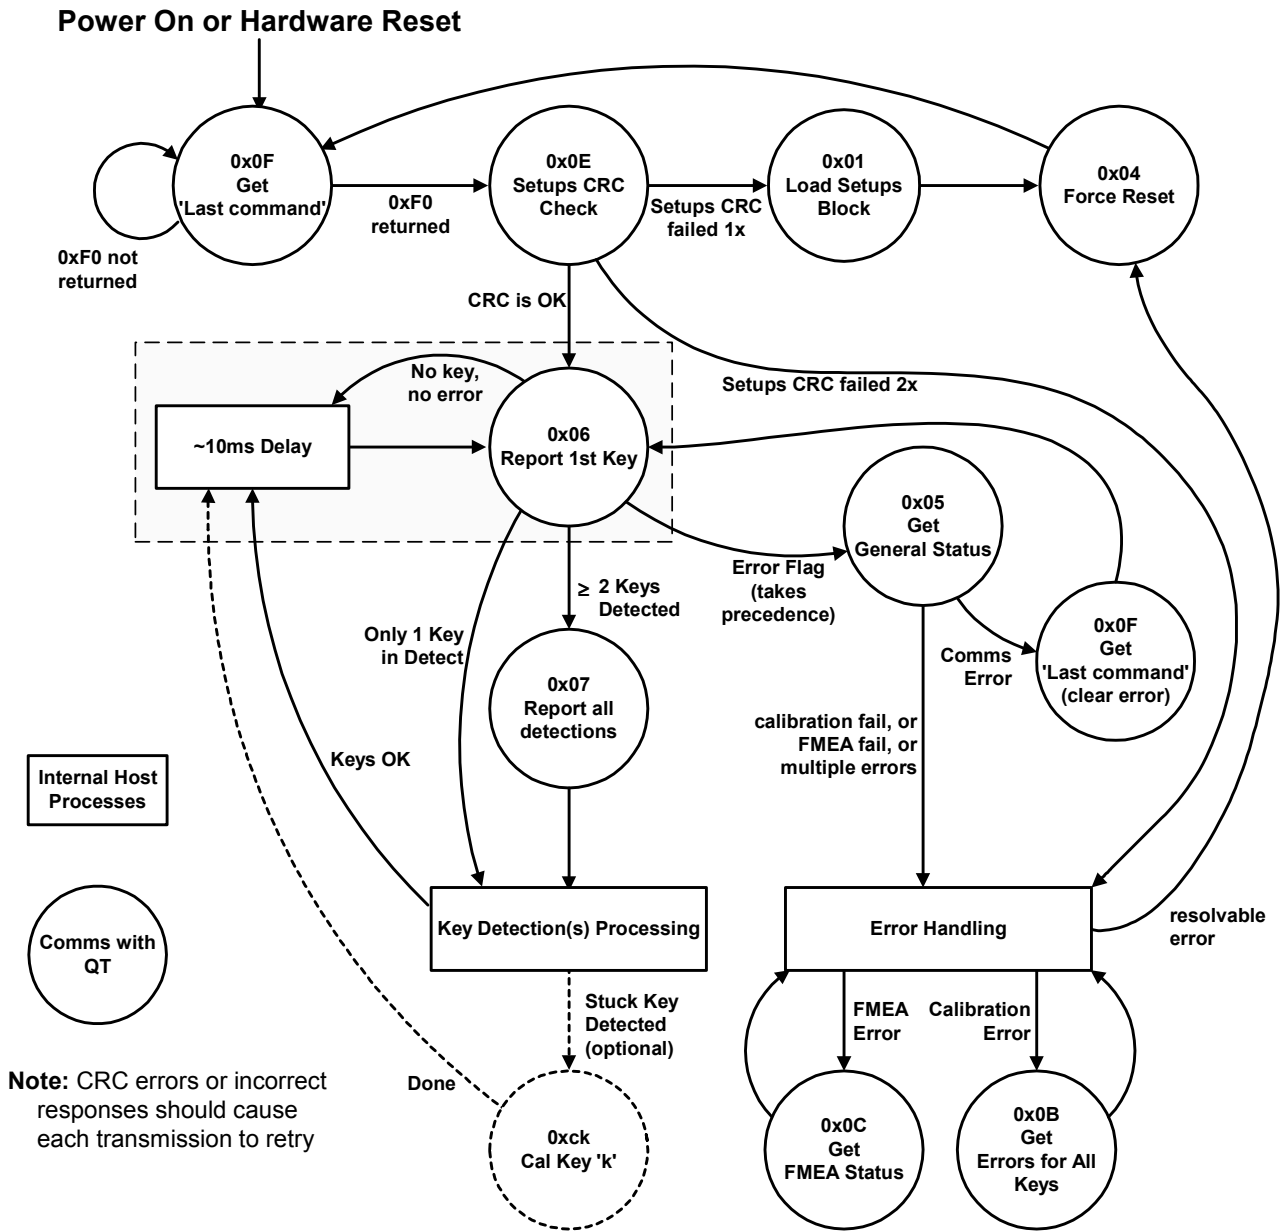 Power On or Hardware Reset
0x0F
Get
'Last command'
0xF0 not
returned
0xF0
returned
0x0E
Setups CRC
Check
Setups CRC
failed 1x
0x01
Load Setups
Block
0x04
Force Reset
CRC is OK
Setups CRC failed 2x
No key,
no error
~10ms Delay
0x06
Report 1st Key
0x05
Get
General Status
Error Flag
(takes
precedence)
≥ 2 Keys
Detected
Only 1 Key
in Detect
0x07
Report all
detections
Comms
Error
0x0F
Get
'Last command'
(clear error)
calibration fail, or
FMEA fail, or
multiple errors
Keys OK
Internal Host
Processes
Comms with
QT
Key Detection(s) Processing
Error Handling
resolvable
error
Stuck Key
Detected
(optional)
FMEA
Error
Calibration
Error
Done
0xck
Cal Key 'k'
0x0C
Get
FMEA Status
0x0B
Get
Errors for All
Keys
Note: CRC errors or incorrect
responses should cause
each transmission to retry